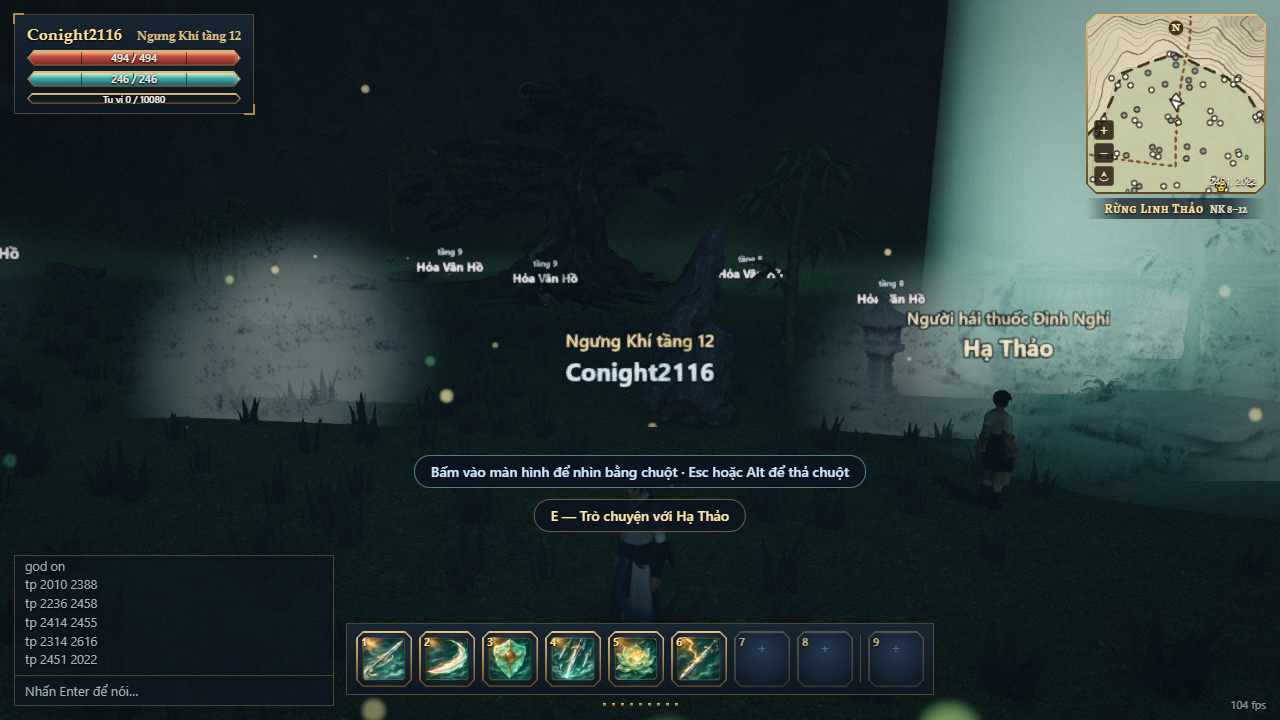 Conight2116 Ngưng Khí tầng 12
494 / 494
246 / 246
Tu vi 0 / 10080
N
+
−
2451, 2022
Rừng Linh Thảo NK 8–12
Hồ
tầng 9
Hỏa Vân Hồ
tầng 9
Hỏa Vân Hồ
tầng
Hỏa
tầng 8
Hồ
Người hái thuốc Đinh Nghi
Hạ Thảo
Ngưng Khí tầng 12
Conight2116
Bấm vào màn hình để nhìn bằng chuột · Esc hoặc Alt để thả chuột
E — Trò chuyện với Hạ Thảo
god on
tp 2010 2388
tp 2236 2458
tp 2414 2455
tp 2314 2616
tp 2451 2022
Nhấn Enter để nói...
1 2 3 4 5 6 7 8 9
+ + +
104 fps